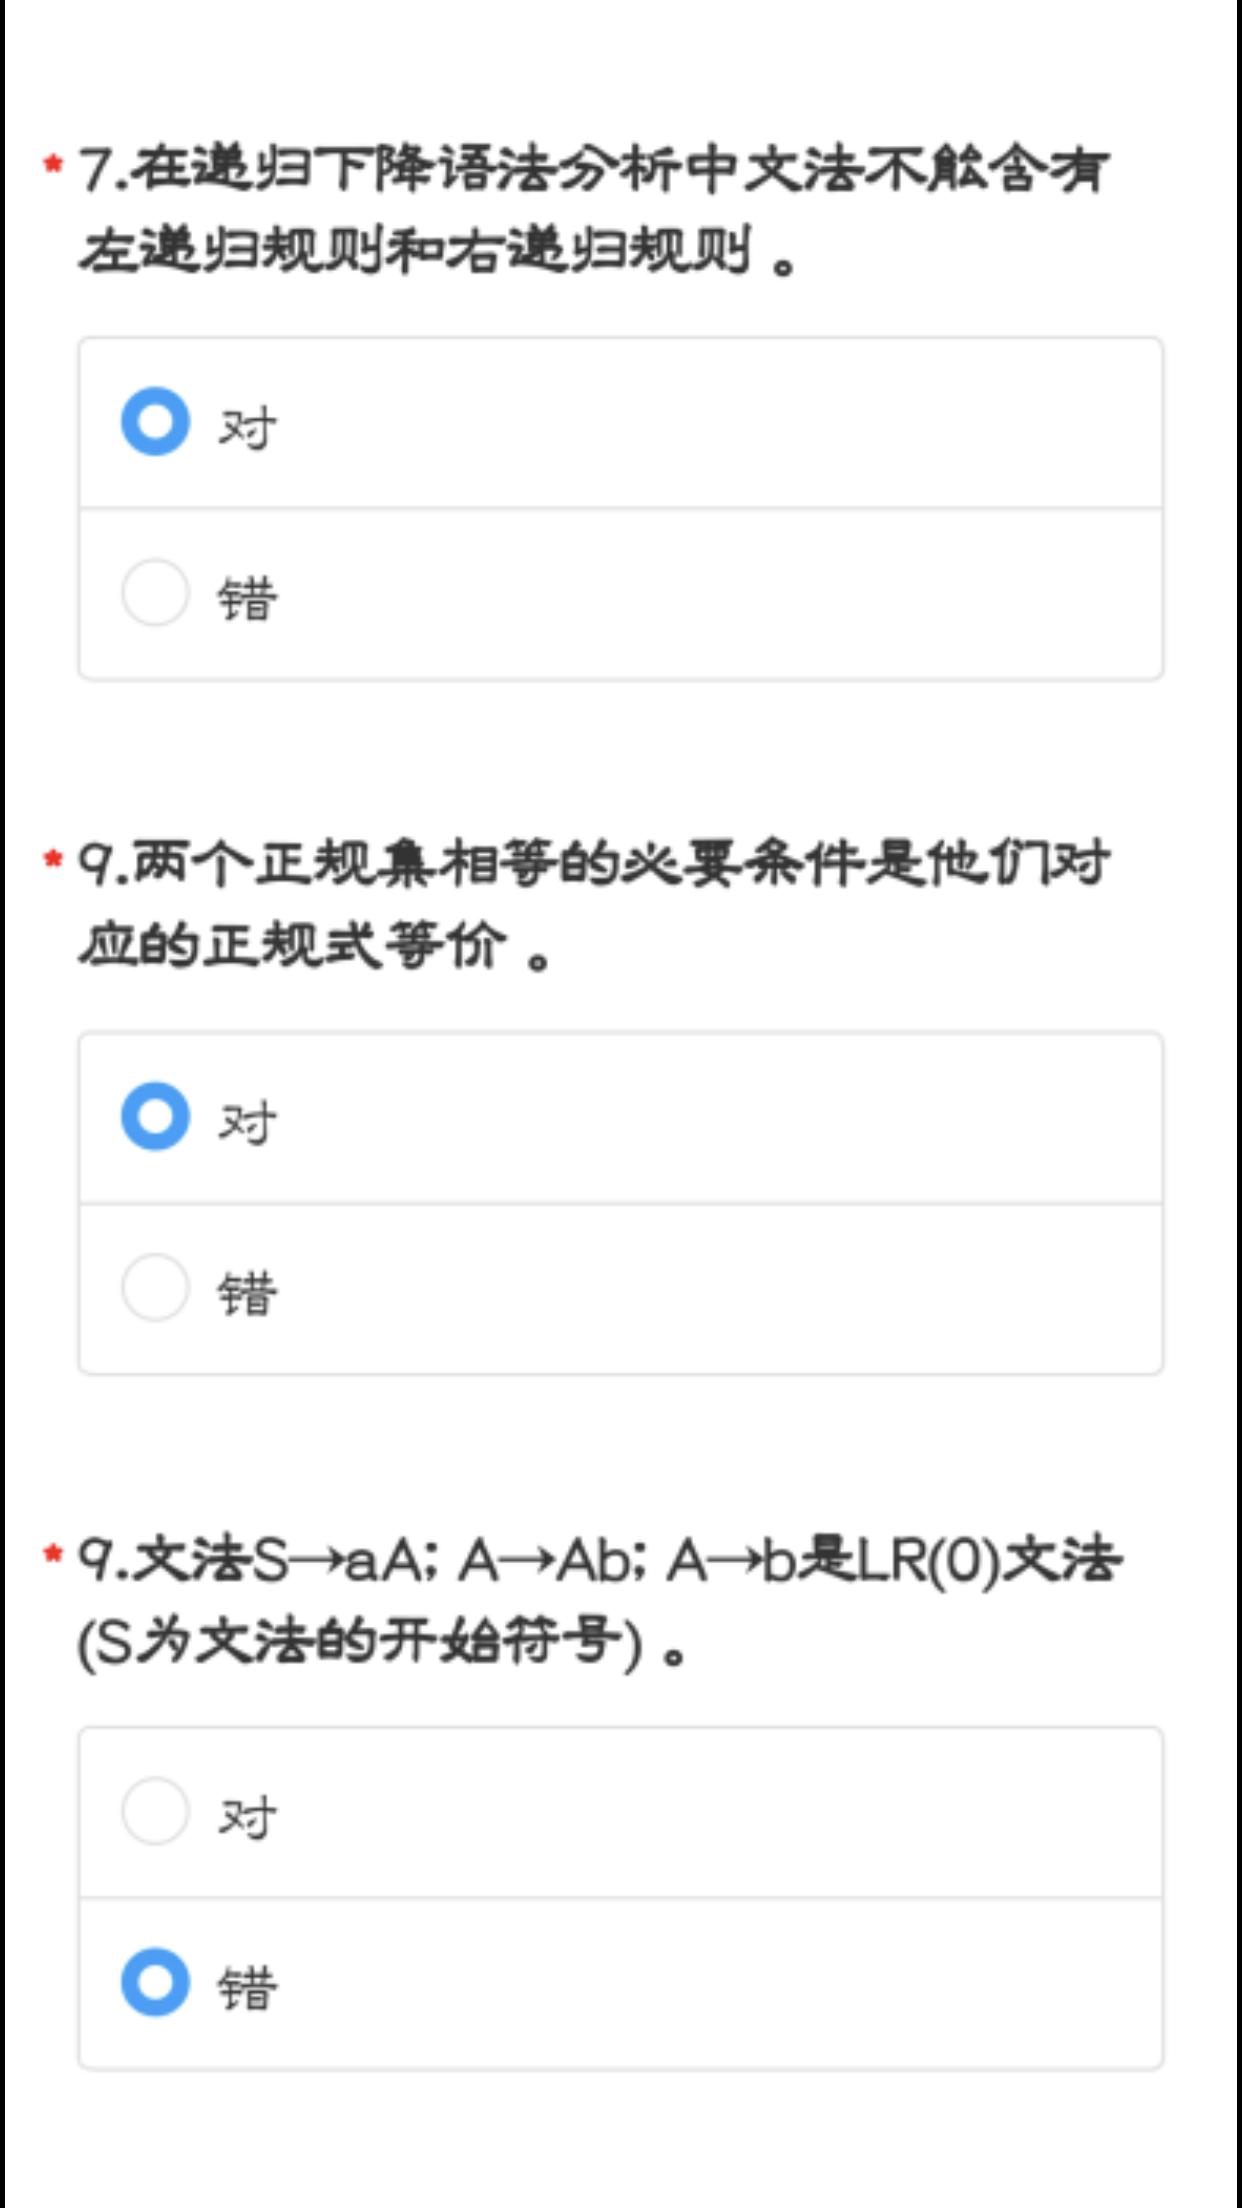 * 7.在递归下降语法分析中文法不能含有
左递归规则和右递归规则。
对
错
* 9.两个正规集相等的必要条件是他们对
应的正规式等价。
对
错
* 9.文法S→aA; A→Ab; A→b是LR(0)文法
(S为文法的开始符号)。
对
错